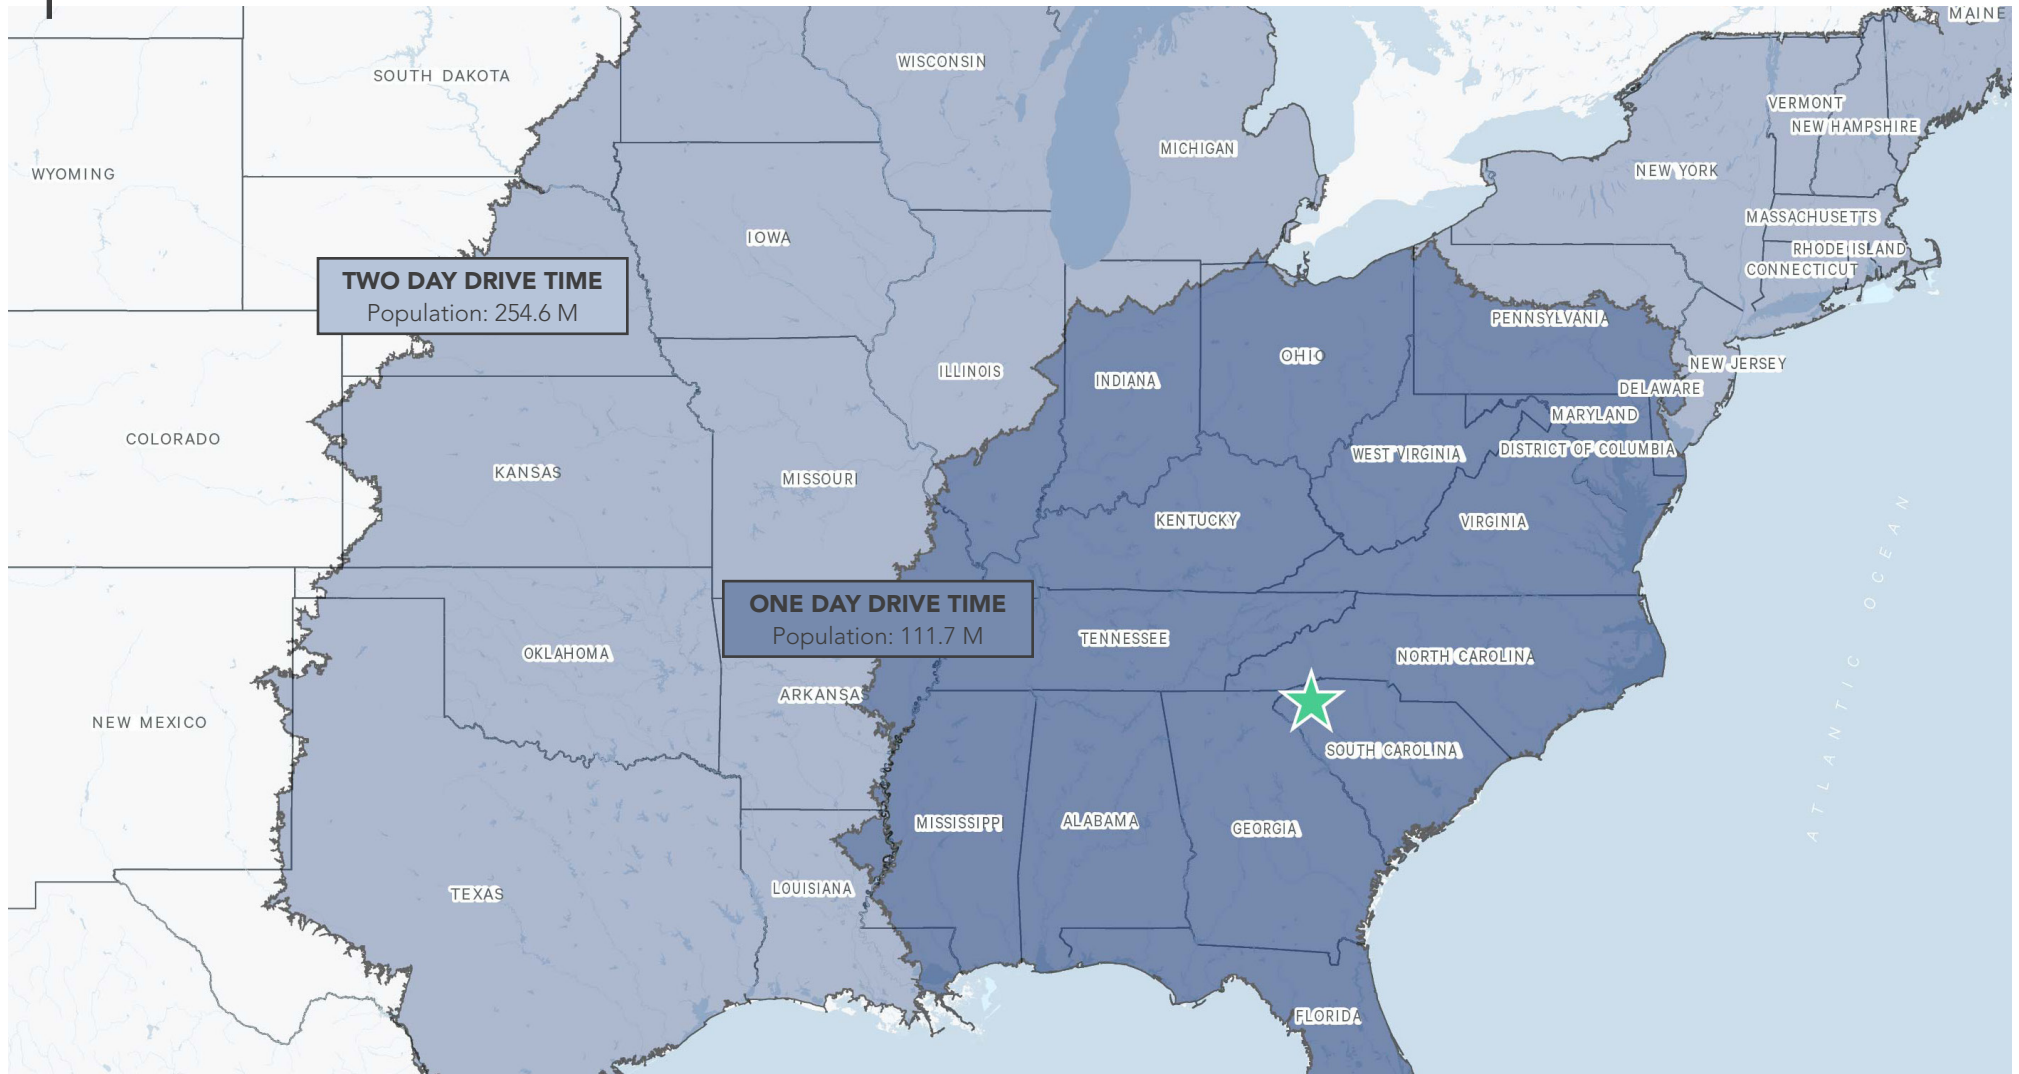 MAINE
WISCONSIN
SOUTH DAKOTA
VERMONT
NEW HAMPSHIRE
MICHIGAN
NEW YORK
WYOMING
MASSACHUSETTS
IOWA
RHODE ISLAND
CONNECTICUT
TWO DAY DRIVE TIME
Population: 254.6 M
PENNSYLVANIA
OHIO
NEW JERSEY
ILLINOIS
INDIANA
DELAWARE
MARYLAND
COLORADO
DISTRICT OF COLUMBIA
WEST VIRGINIA
KANSAS
MISSOURI
KENTUCKY
VIRGINIA
ATLANTIC OCEAN
ONE DAY DRIVE TIME
Population: 111.7 M
TENNESSEE
OKLAHOMA
NORTH CAROLINA
ARKANSAS
NEW MEXICO
SOUTH CAROLINA
MISSISSIPPI
ALABAMA
GEORGIA
LOUISIANA
TEXAS
FLORIDA